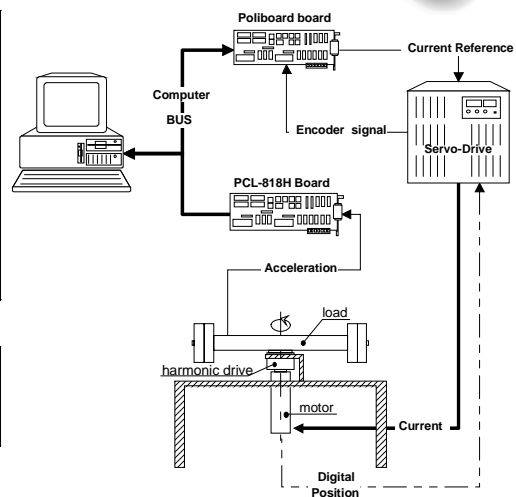 Poliboard board
Current Reference
Computer
BUS
Encoder signal
Servo-Drive
PCL-818H Board
Acceleration
load
harmonic drive
motor
Current
Digital
Position